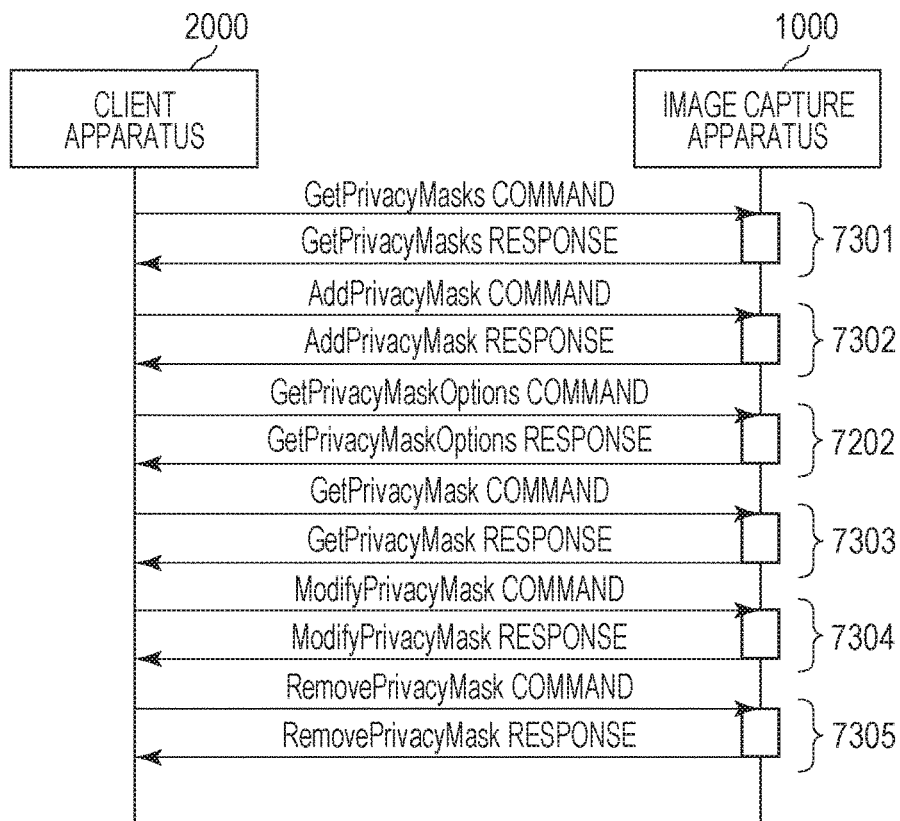 2000
1000
CLIENT
APPARATUS
IMAGE CAPTURE
APPARATUS
GetPrivacyMasks COMMAND
GetPrivacyMasks RESPONSE
7301
AddPrivacyMask COMMAND
AddPrivacyMask RESPONSE
7302
GetPrivacyMaskOptions COMMAND
GetPrivacyMaskOptions RESPONSE
7202
GetPrivacyMask COMMAND
GetPrivacyMask RESPONSE
7303
ModifyPrivacyMask COMMAND
ModifyPrivacyMask RESPONSE
7304
RemovePrivacyMask COMMAND
RemovePrivacyMask RESPONSE
7305